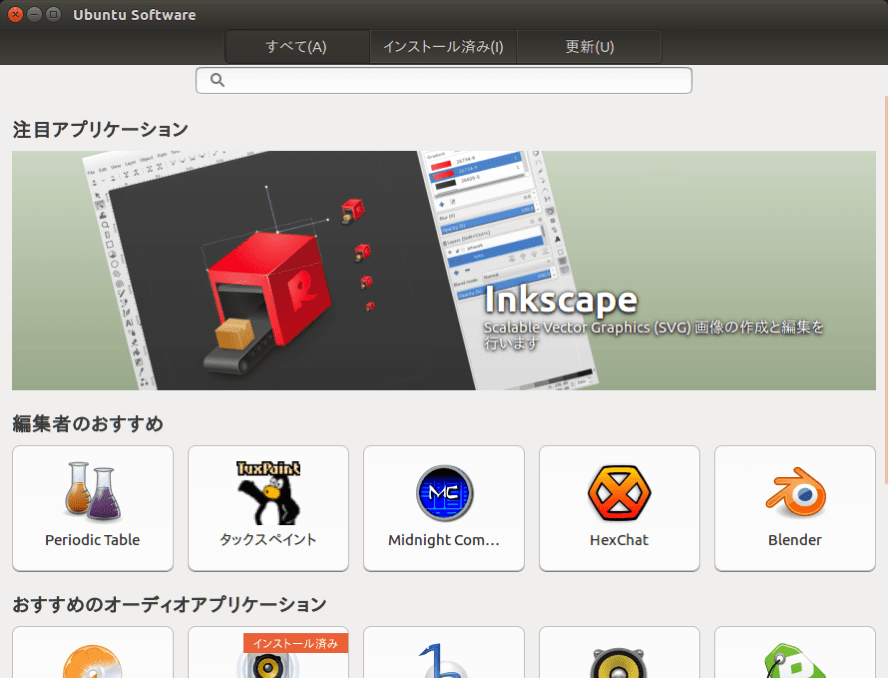 Ubuntu Software
すべて(A)
インストール済み(I)
更新(U)
注目アプリケーション
Inkscape
Scalable Vector Graphics (SVG) 画像の作成と編集を
行います
編集者のおすすめ
TuxPaint
MC
Periodic Table
タックスペイント
Midnight Com...
HexChat
Blender
おすすめのオーディオアプリケーション
インストール済み